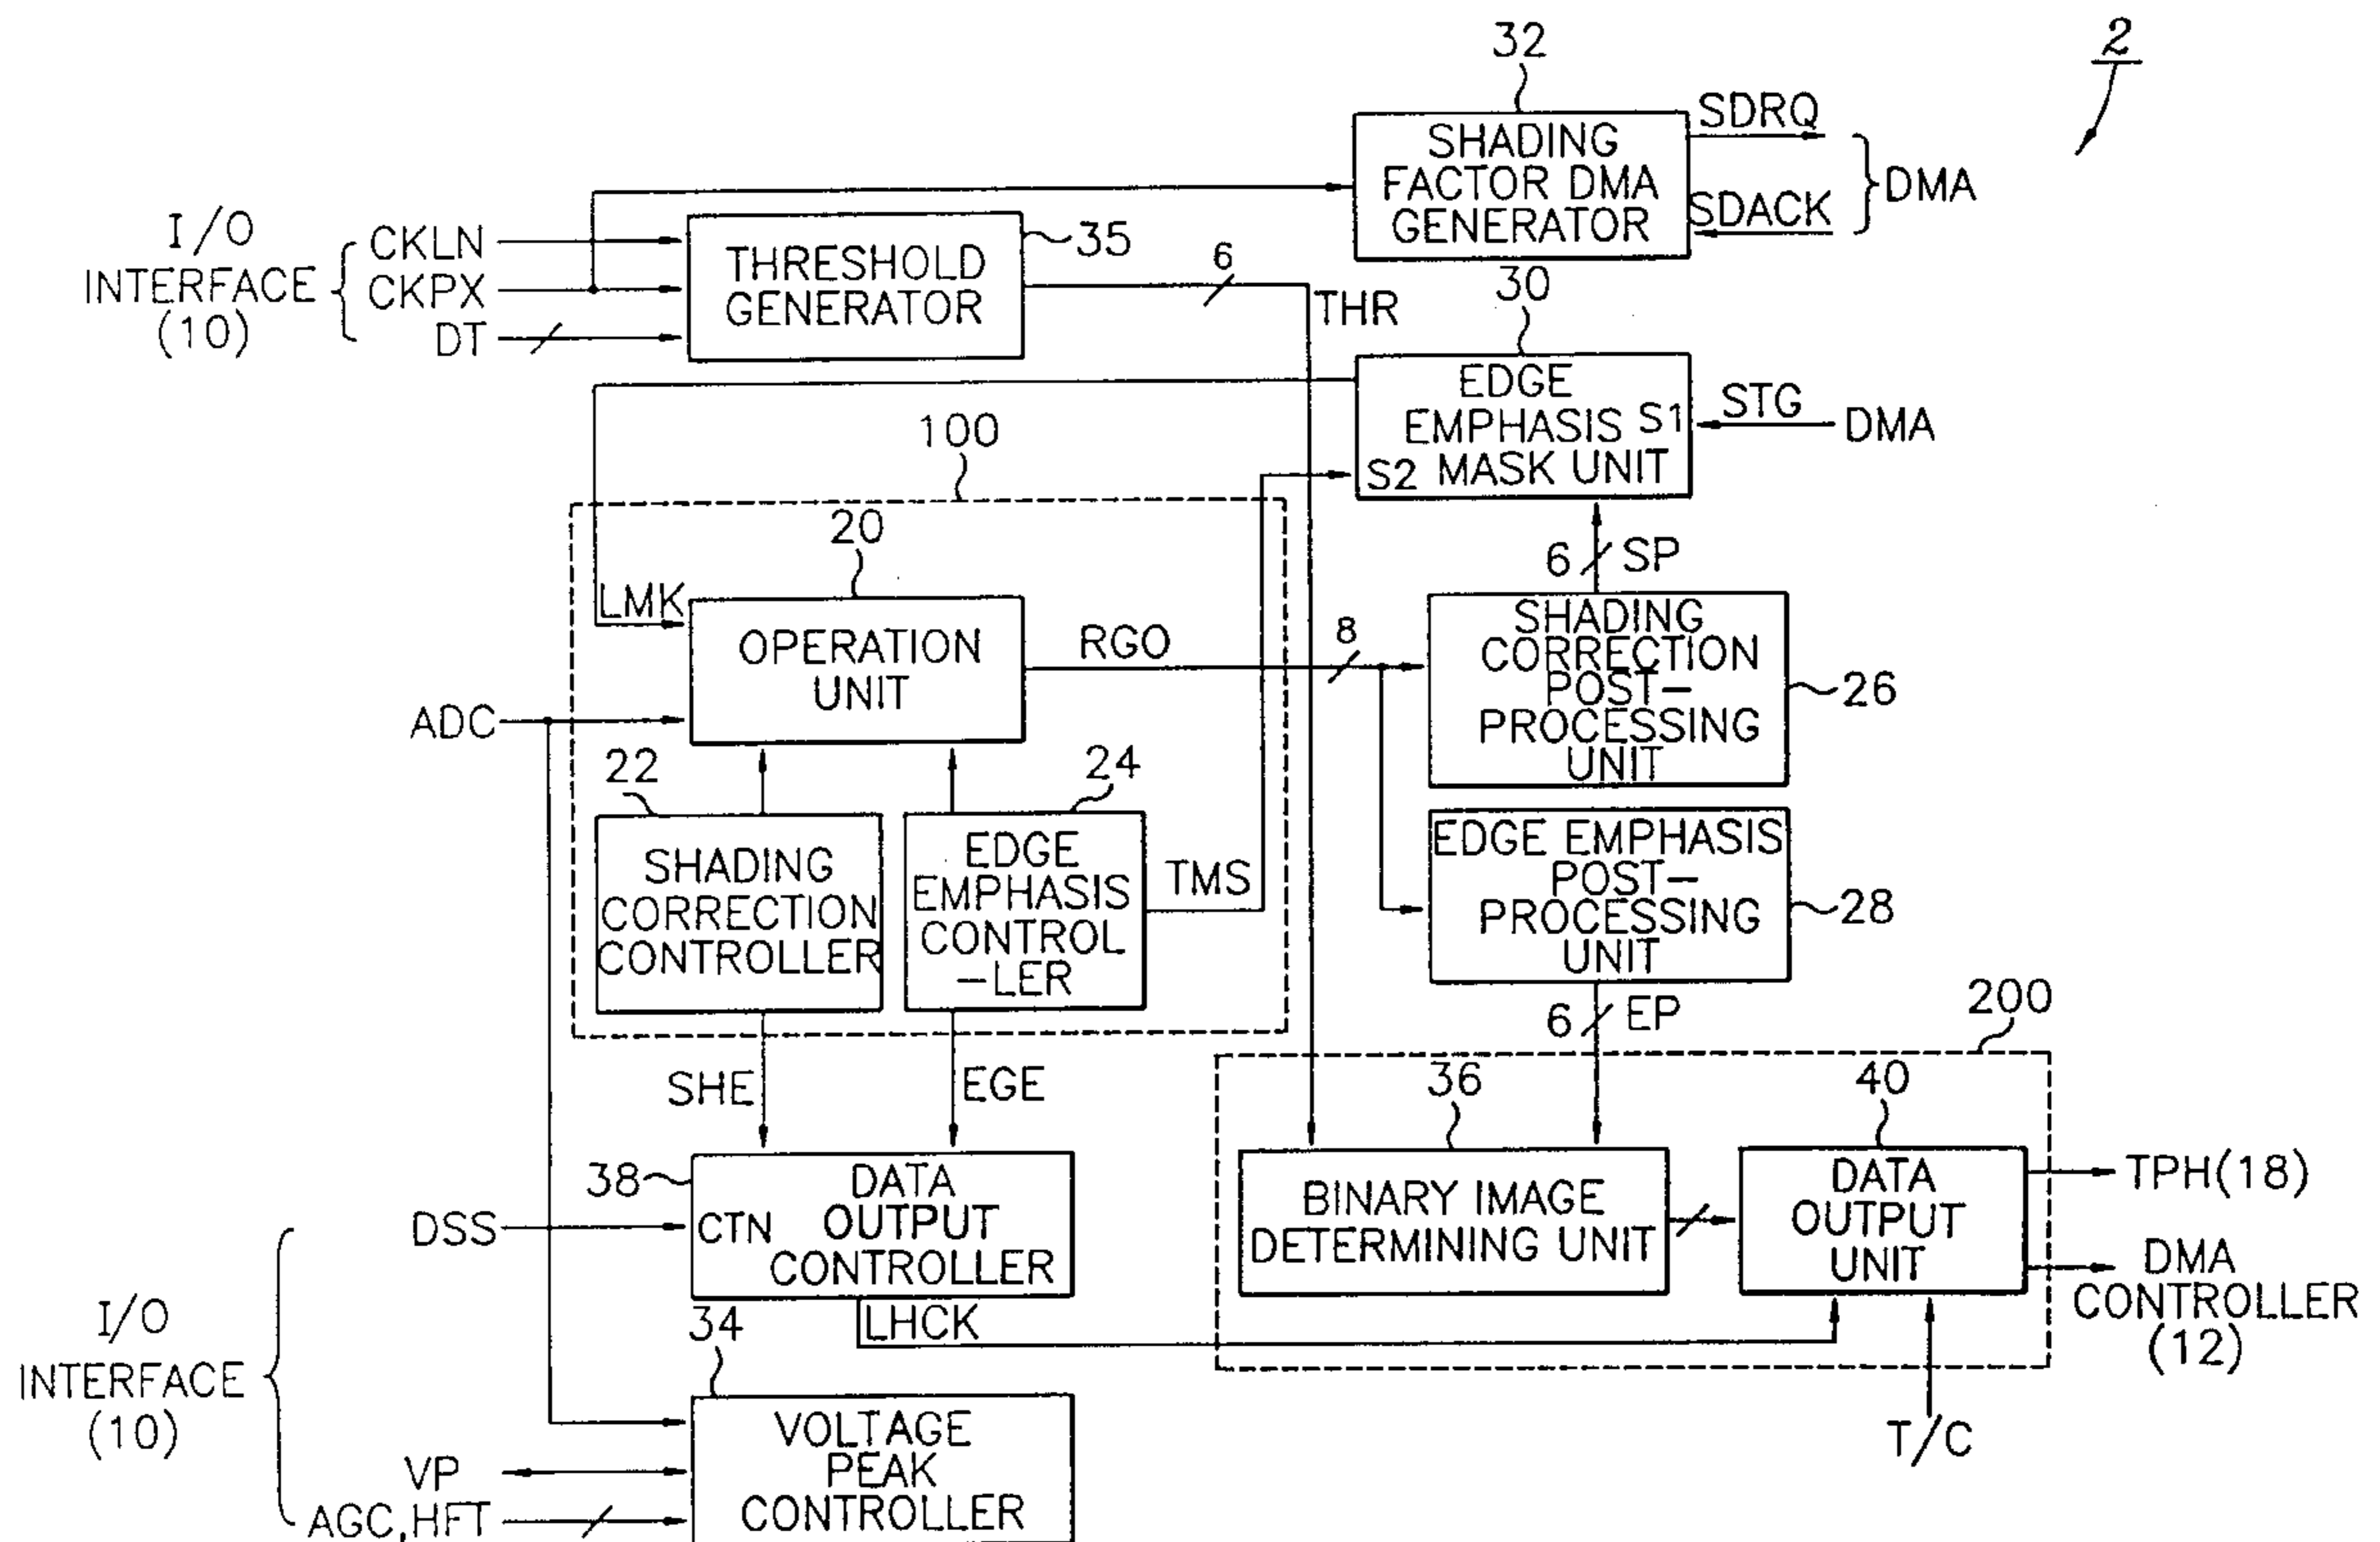 2
32
SHADING
FACTOR DMA
GENERATOR
SDRQ
SDACK
DMA
I/O
INTERFACE
(10)
CKLN
CKPX
DT
THRESHOLD
GENERATOR
35
6
THR
30
EDGE
EMPHASIS
MASK UNIT
S1
S2
STG
DMA
100
20
LMK
OPERATION
UNIT
RGO
8
6
SP
SHADING
CORRECTION
POST-
PROCESSING
UNIT
26
ADC
22
SHADING
CORRECTION
CONTROLLER
24
EDGE
EMPHASIS
CONTROL
-LER
TMS
EDGE EMPHASIS
POST-
PROCESSING
UNIT
28
6
EP
200
SHE
EGE
38
CTN
DATA
OUTPUT
CONTROLLER
36
BINARY IMAGE
DETERMINING UNIT
40
DATA
OUTPUT
UNIT
TPH(18)
DMA
CONTROLLER
(12)
T/C
DSS
LHCK
34
VOLTAGE
PEAK
CONTROLLER
I/O
INTERFACE
(10)
VP
AGC,HFT